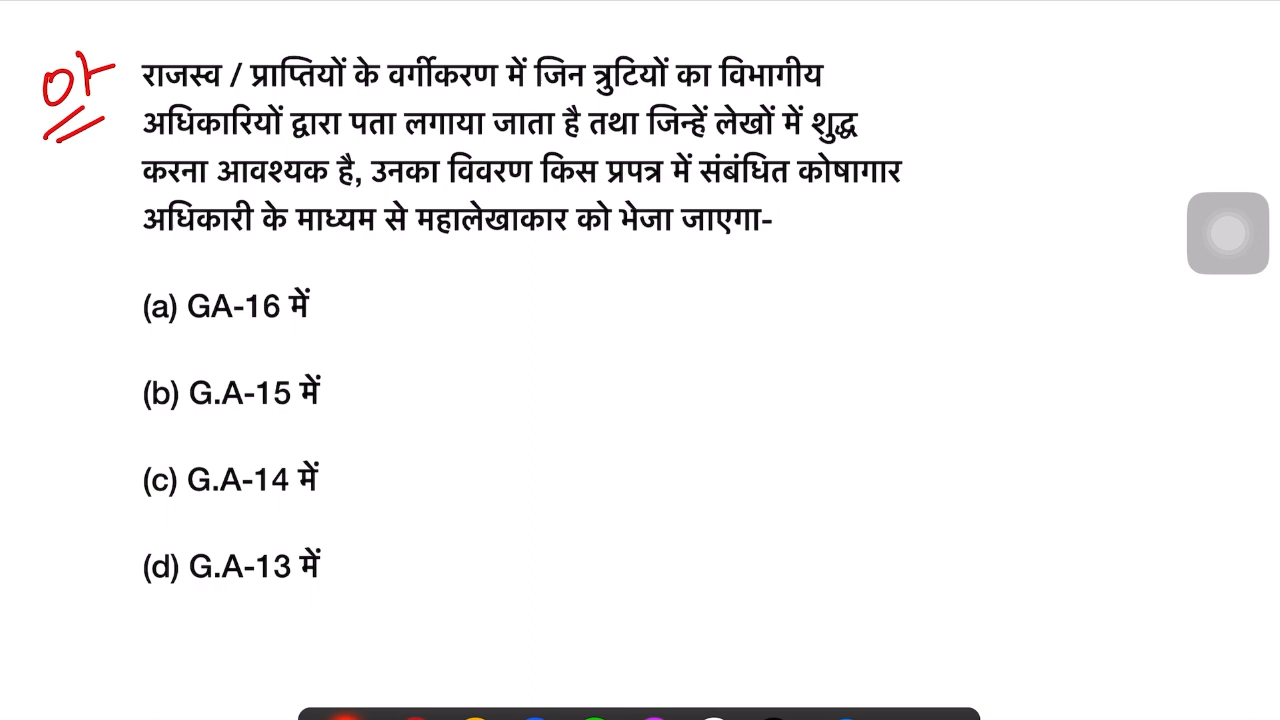 राजस्व / प्राप्तियों के वर्गीकरण में जिन त्रुटियों का विभागीय
अधिकारियों द्वारा पता लगाया जाता है तथा जिन्हें लेखों में शुद्ध
करना आवश्यक है, उनका विवरण किस प्रपत्र में संबंधित कोषागार
अधिकारी के माध्यम से महालेखाकार को भेजा जाएगा-
(a) GA-16 में
(b) G.A-15 में
(c) G.A-14 में
(d) G.A-13 में